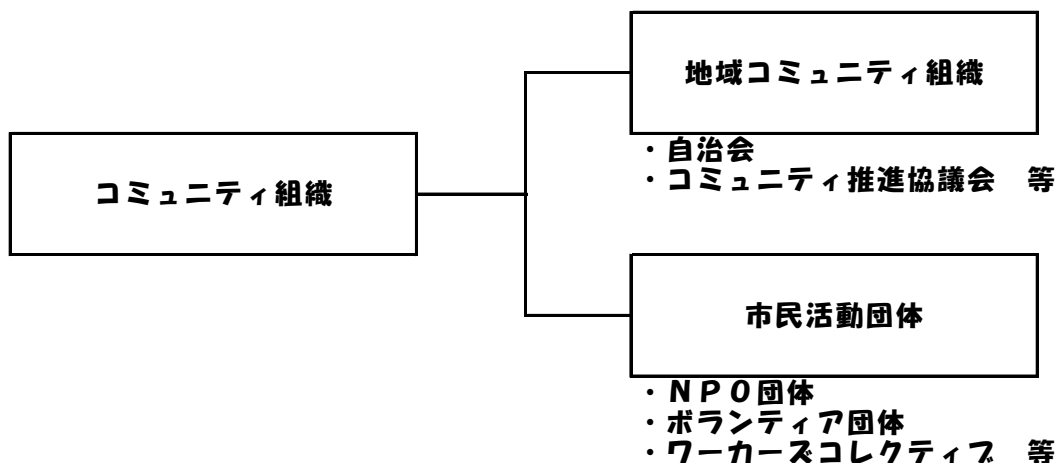 地域コミュニティ組織
・自治会
・コミュニティ推進協議会　等
コミュニティ組織
市民活動団体
・ＮＰＯ団体
・ボランティア団体
・ワーカーズコレクティブ　等